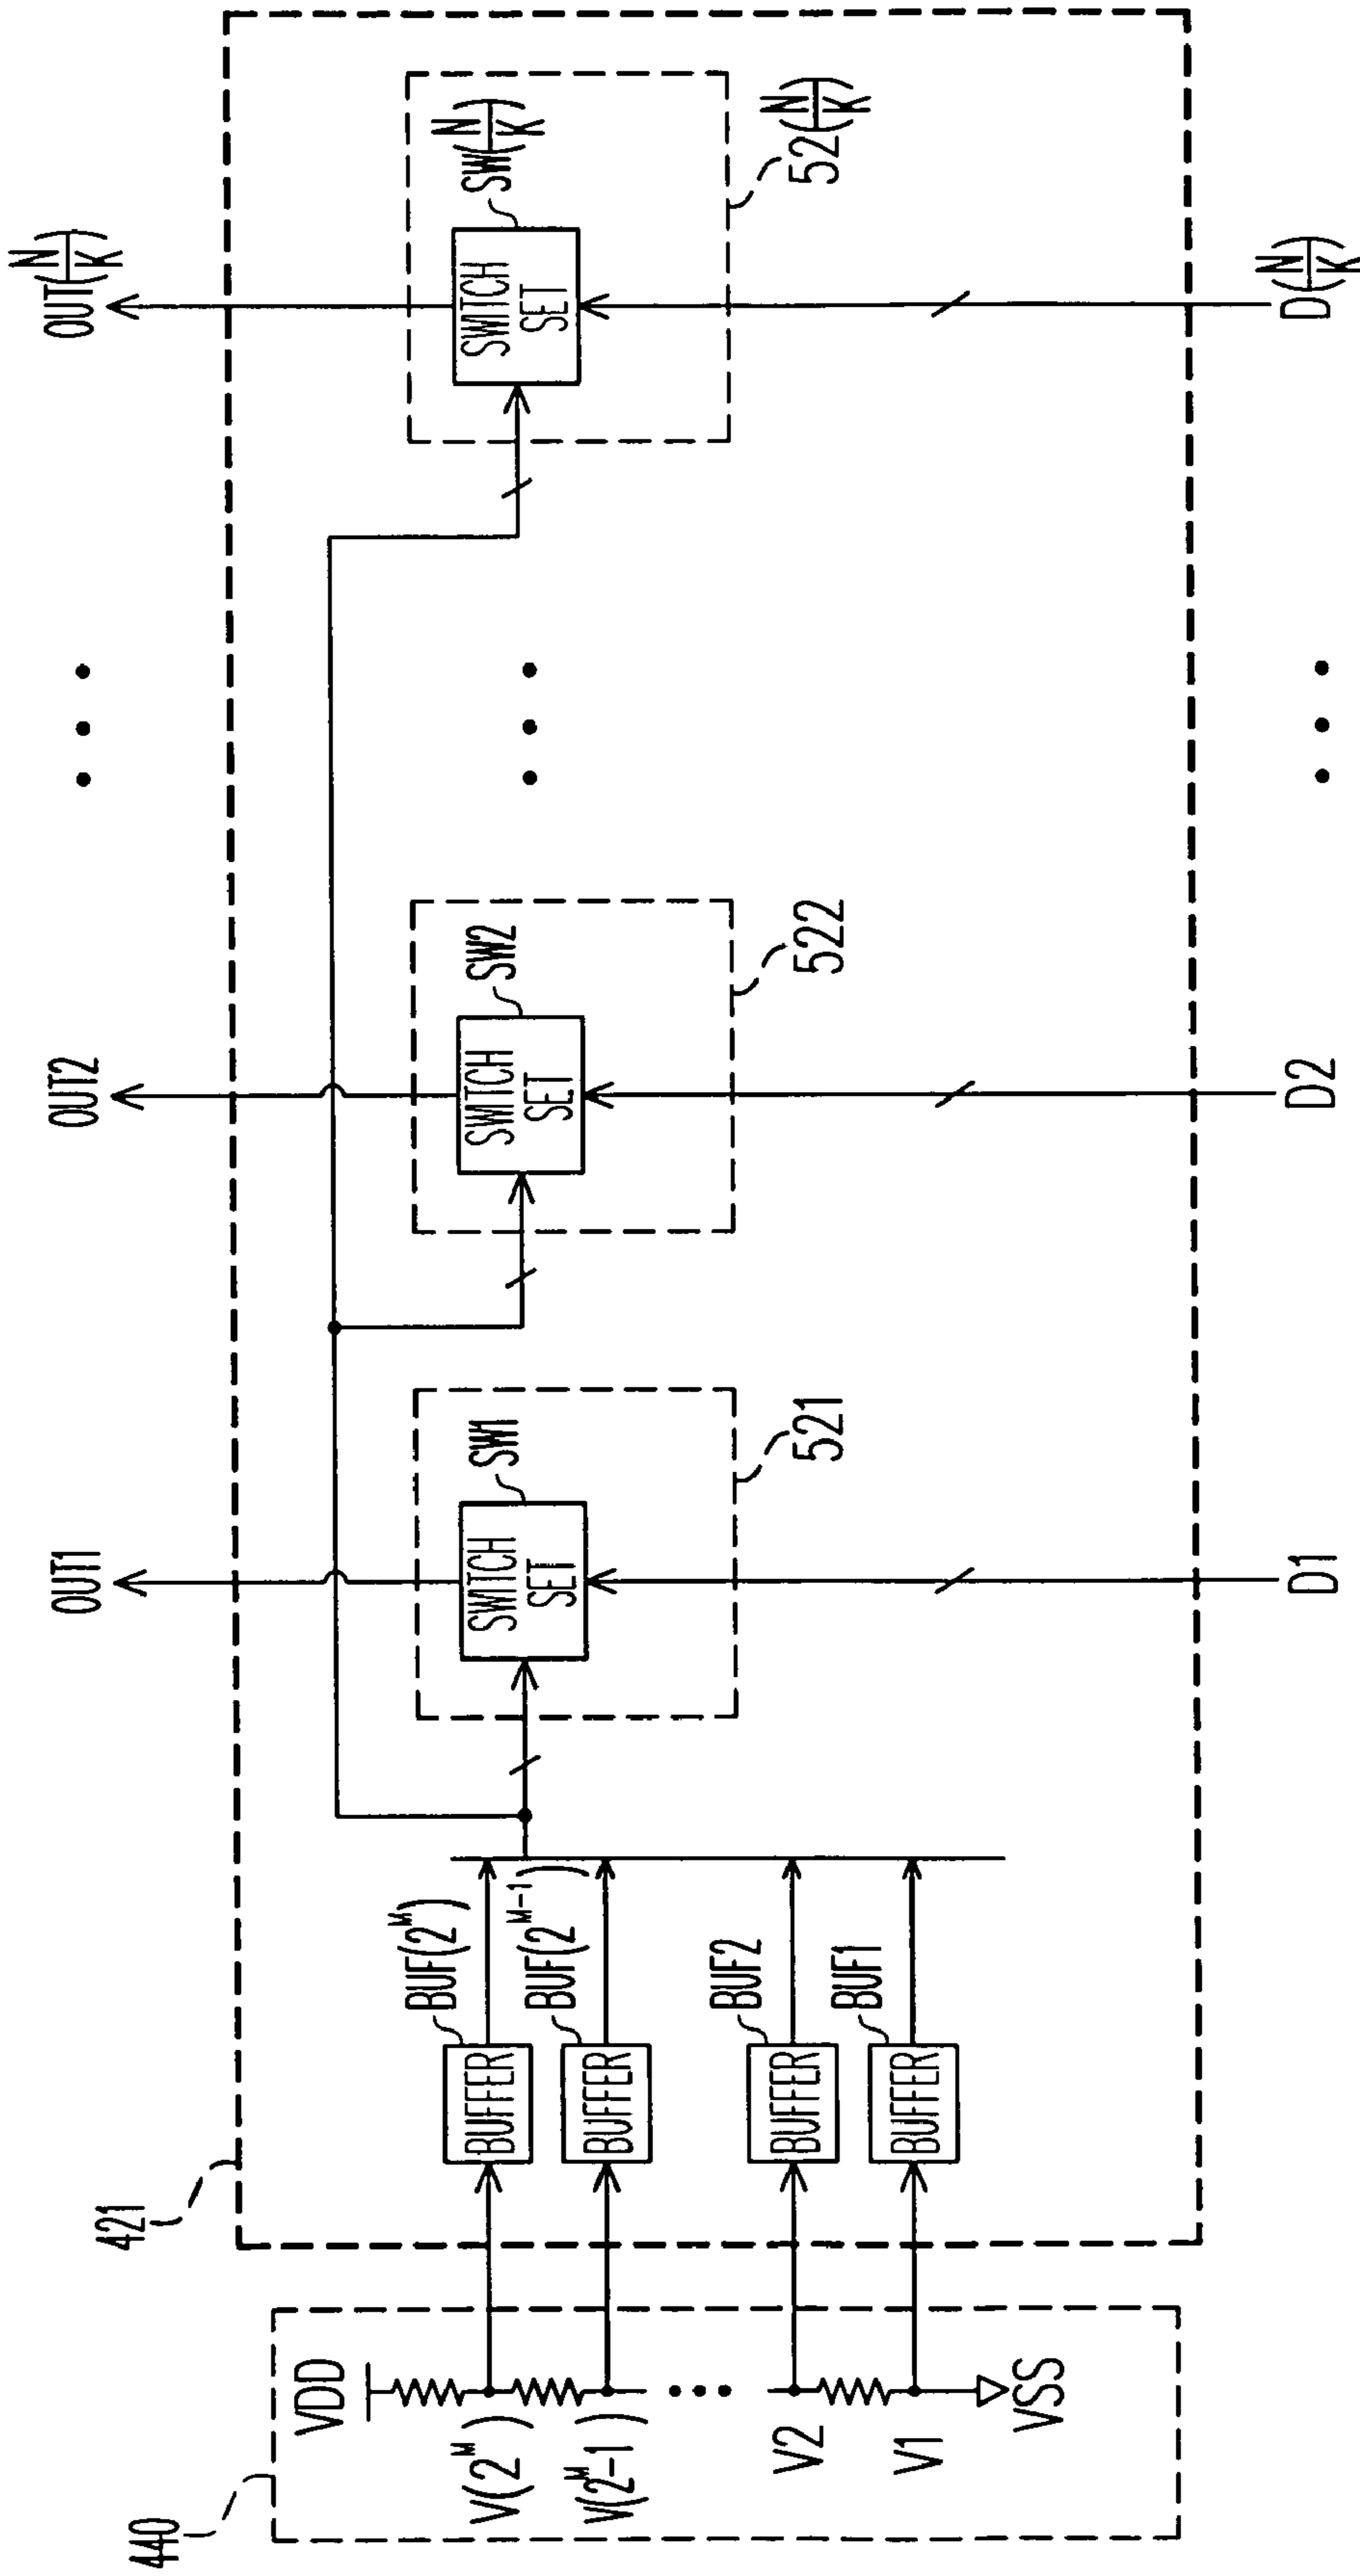 440
VDD
V(2^M)
V(2^M-1)
V2
V1
VSS
421
BUFFER
BUF(2^M)
BUFFER
BUF(2^M-1)
BUFFER
BUF2
BUFFER
BUF1
OUT1
SWITCH
SET
SW1
521
D1
OUT2
SWITCH
SET
SW2
522
D2
OUT(N/K)
SWITCH
SET
SW(N/K)
52(N/K)
D(N/K)